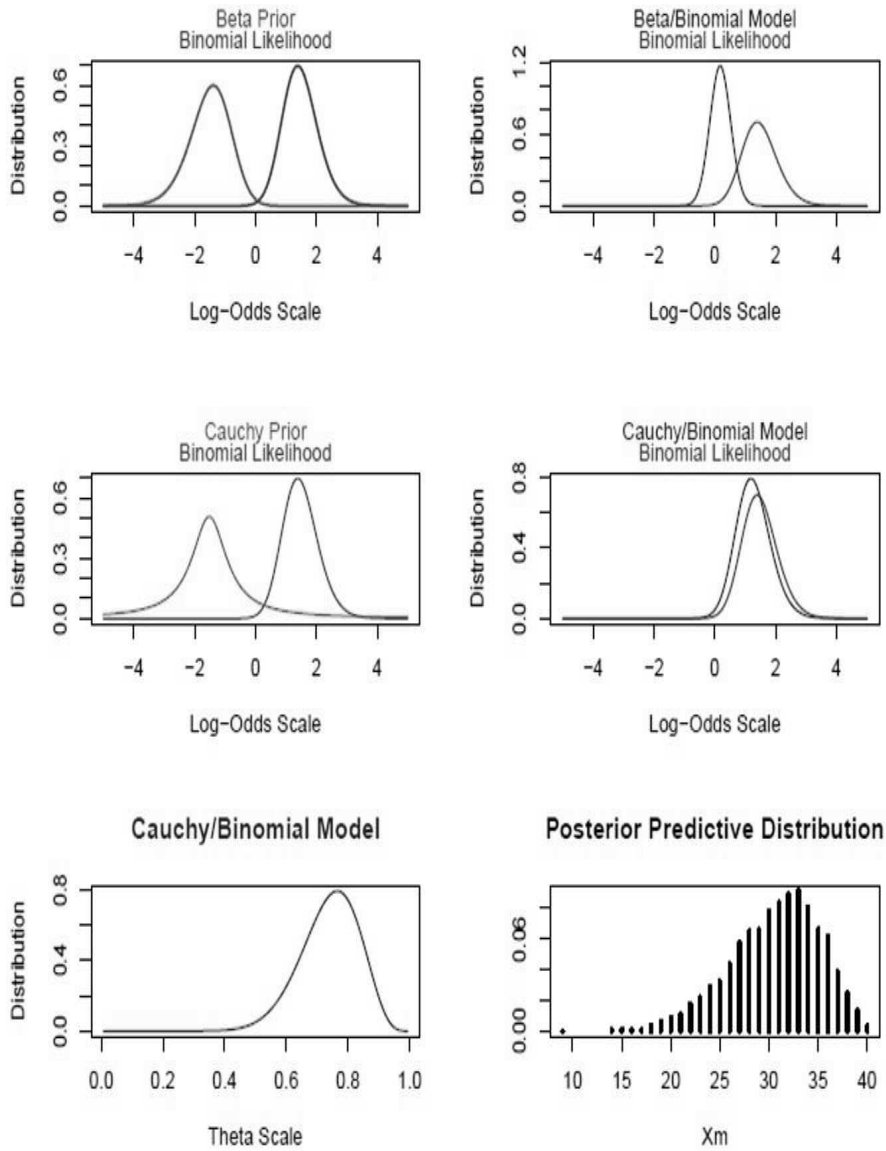 Beta Prior
Binomial Likelihood
Distribution
0.0 0.3 0.6
−4 −2 0 2 4
Log−Odds Scale
Beta/Binomial Model
Binomial Likelihood
Distribution
0.0 0.6 1.2
−4 −2 0 2 4
Log−Odds Scale
Cauchy Prior
Binomial Likelihood
Distribution
0.0 0.3 0.6
−4 −2 0 2 4
Log−Odds Scale
Cauchy/Binomial Model
Binomial Likelihood
Distribution
0.0 0.4 0.8
−4 −2 0 2 4
Log−Odds Scale
Cauchy/Binomial Model
Distribution
0.0 0.4 0.8
0.0 0.2 0.4 0.6 0.8 1.0
Theta Scale
Posterior Predictive Distribution
0.00 0.06
10 15 20 25 30 35 40
Xm